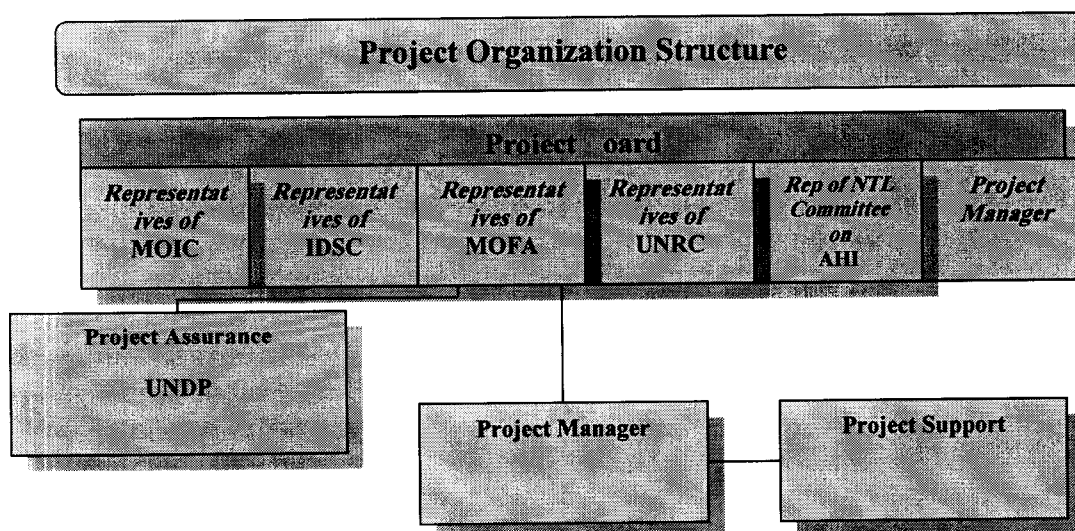 Project Organization Structure
Project oard
Representat
ives of
MOIC
Representat
ives of
IDSC
Representat
ives of
MOFA
Representat
ives of
UNRC
Rep of NTL
Committee
on
AHI
Project
Manager
Project Assurance
UNDP
Project Manager
Project Support